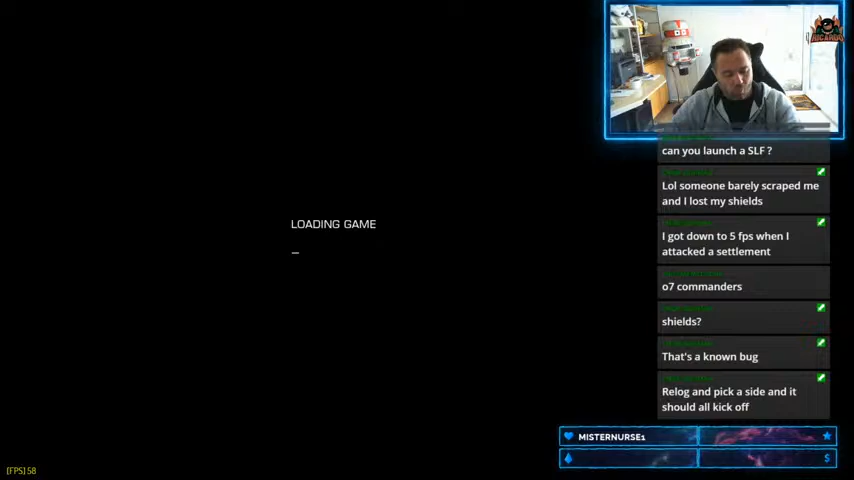 RICARDO
can you launch a SLF ?
Lol someone barely scraped me
and I lost my shields
I got down to 5 fps when I
attacked a settlement
o7 commanders
shields?
That's a known bug
Relog and pick a side and it
should all kick off
LOADING GAME
MISTERNURSE1
$
[FPS] 58